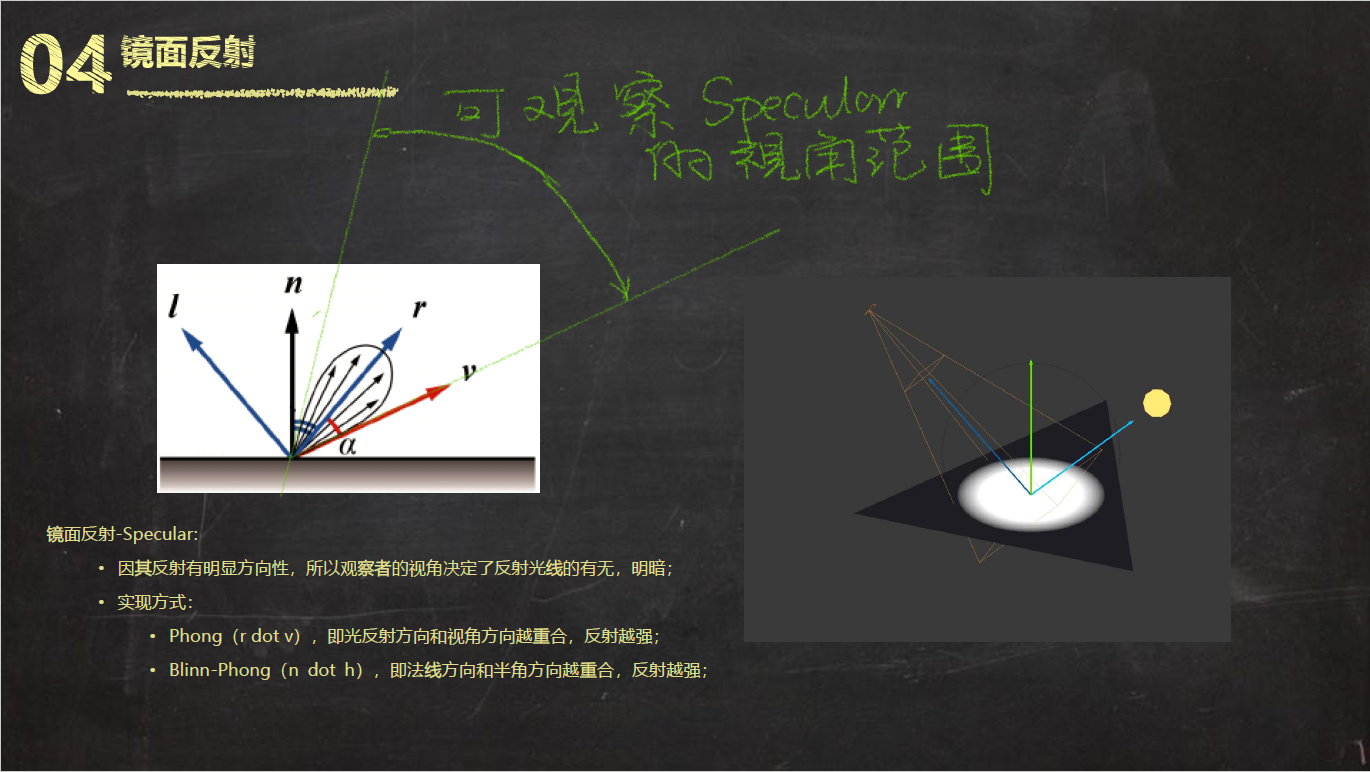 04 镜面反射
可观察 Specular
的视角范围
n
l
r
v
α
镜面反射-Specular:
• 因其反射有明显方向性，所以观察者的视角决定了反射光线的有无，明暗；
• 实现方式：
• Phong（r dot v），即光反射方向和视角方向越重合，反射越强；
• Blinn-Phong（n dot h），即法线方向和半角方向越重合，反射越强；